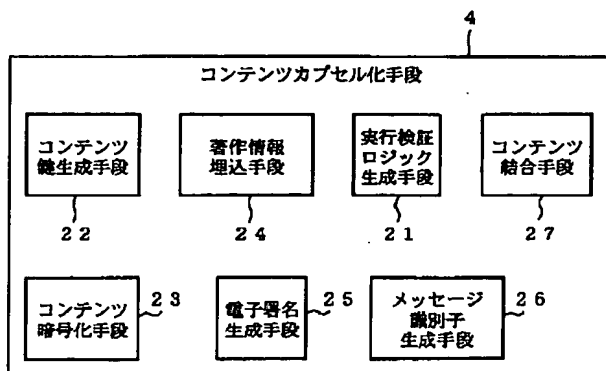 4
コンテンツカプセル化手段
コンテンツ
鍵生成手段
著作情報
埋込手段
実行検証
ロジック
生成手段
コンテンツ
結合手段
22
24
21
27
コンテンツ
暗号化手段
23
電子署名
生成手段
25
メッセージ
識別子
生成手段
26